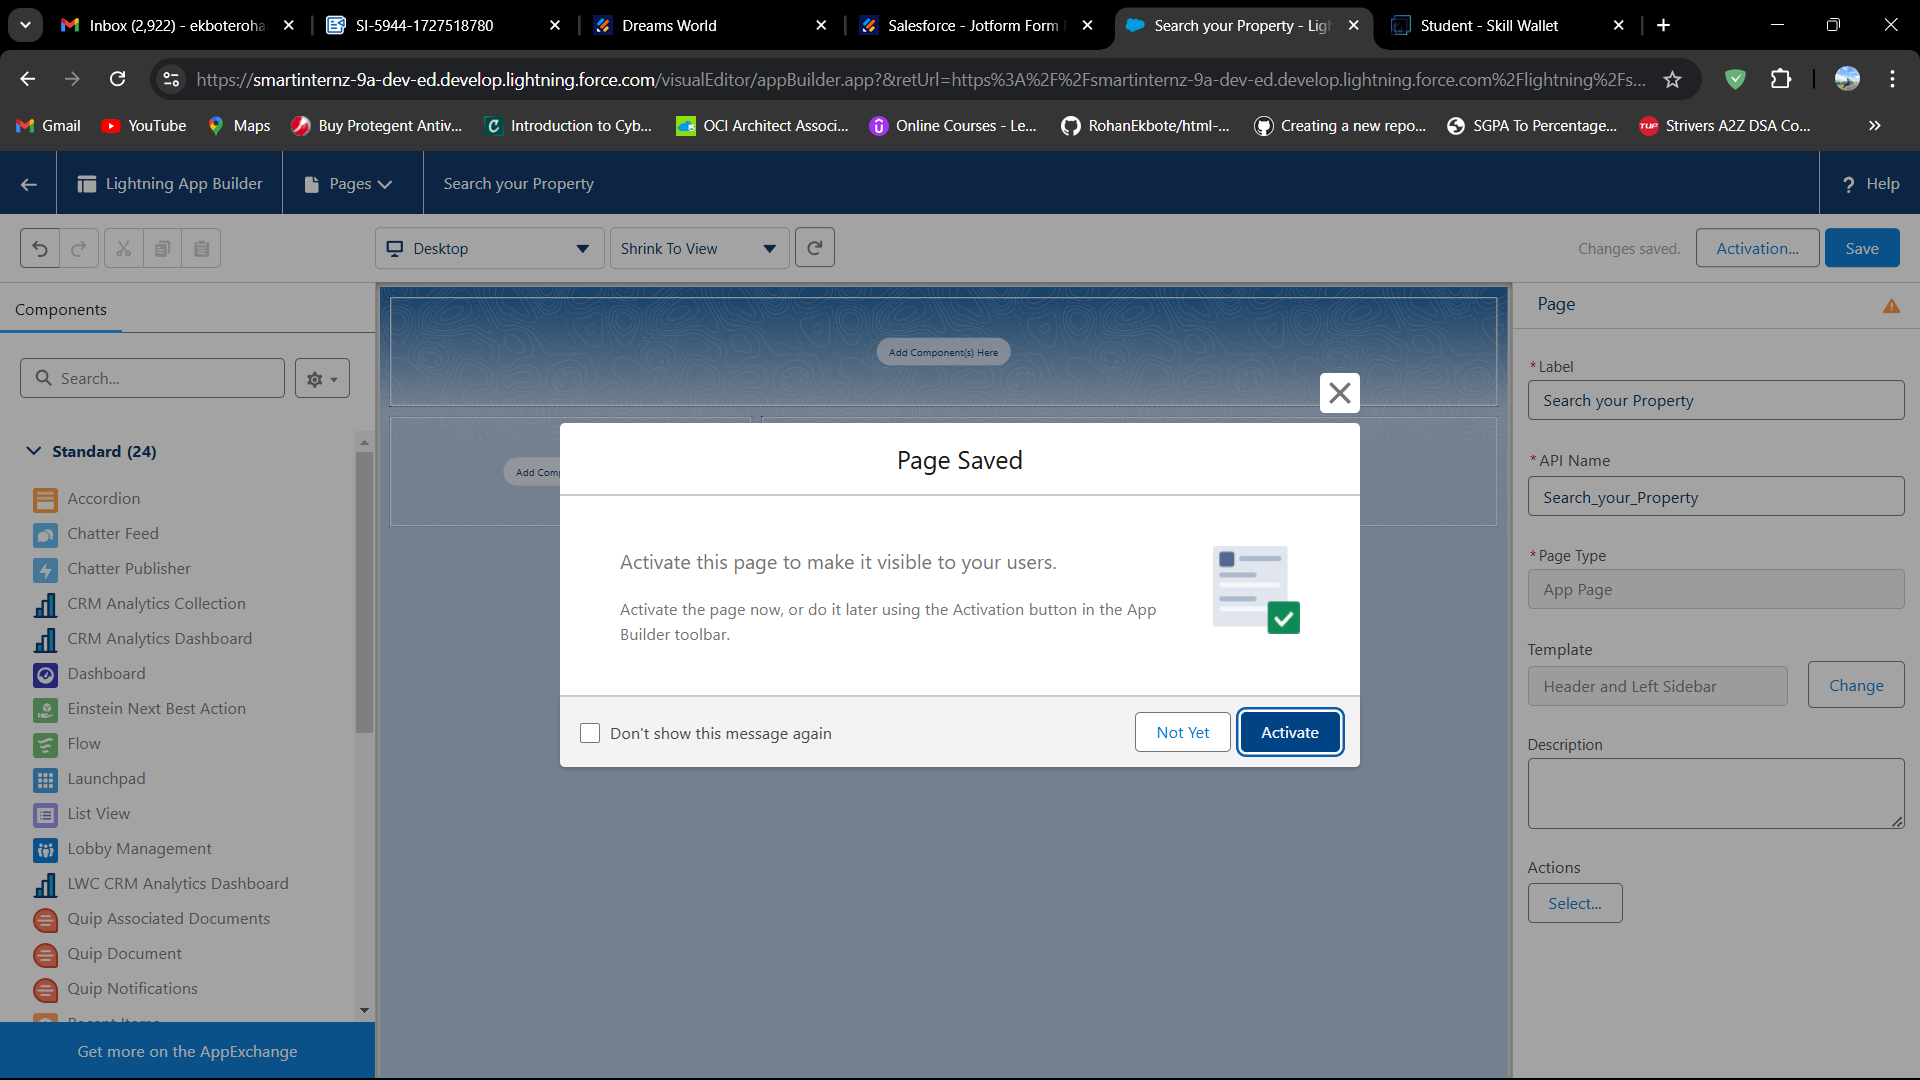 Inbox (2,922) - ekboteroha
SI-5944-1727518780
Dreams World
Salesforce - Jotform Form
Search your Property - Lig
Student - Skill Wallet
https://smartinternz-9a-dev-ed.develop.lightning.force.com/visualEditor/appBuilder.app?&retUrl=https%3A%2F%2Fsmartinternz-9a-dev-ed.develop.lightning.force.com%2Flightning%2Fs...
Gmail
YouTube
Maps
Buy Protegent Antiv...
Introduction to Cyb...
OCI Architect Associ...
Online Courses - Le...
RohanEkbote/html-...
Creating a new repo...
SGPA To Percentage...
TUF
Strivers A2Z DSA Co...
Lightning App Builder
Pages
Search your Property
? Help
Desktop
Shrink To View
Changes saved.
Activation...
Save
Components
Search...
Standard (24)
Accordion
Chatter Feed
Chatter Publisher
CRM Analytics Collection
CRM Analytics Dashboard
Dashboard
Einstein Next Best Action
Flow
Launchpad
List View
Lobby Management
LWC CRM Analytics Dashboard
Quip Associated Documents
Quip Document
Quip Notifications
Get more on the AppExchange
Add Component(s) Here
Add Com
Page Saved
Activate this page to make it visible to your users.
Activate the page now, or do it later using the Activation button in the App
Builder toolbar.
Don't show this message again
Not Yet
Activate
Page
* Label
Search your Property
* API Name
Search_your_Property
* Page Type
App Page
Template
Header and Left Sidebar
Change
Description
Actions
Select...